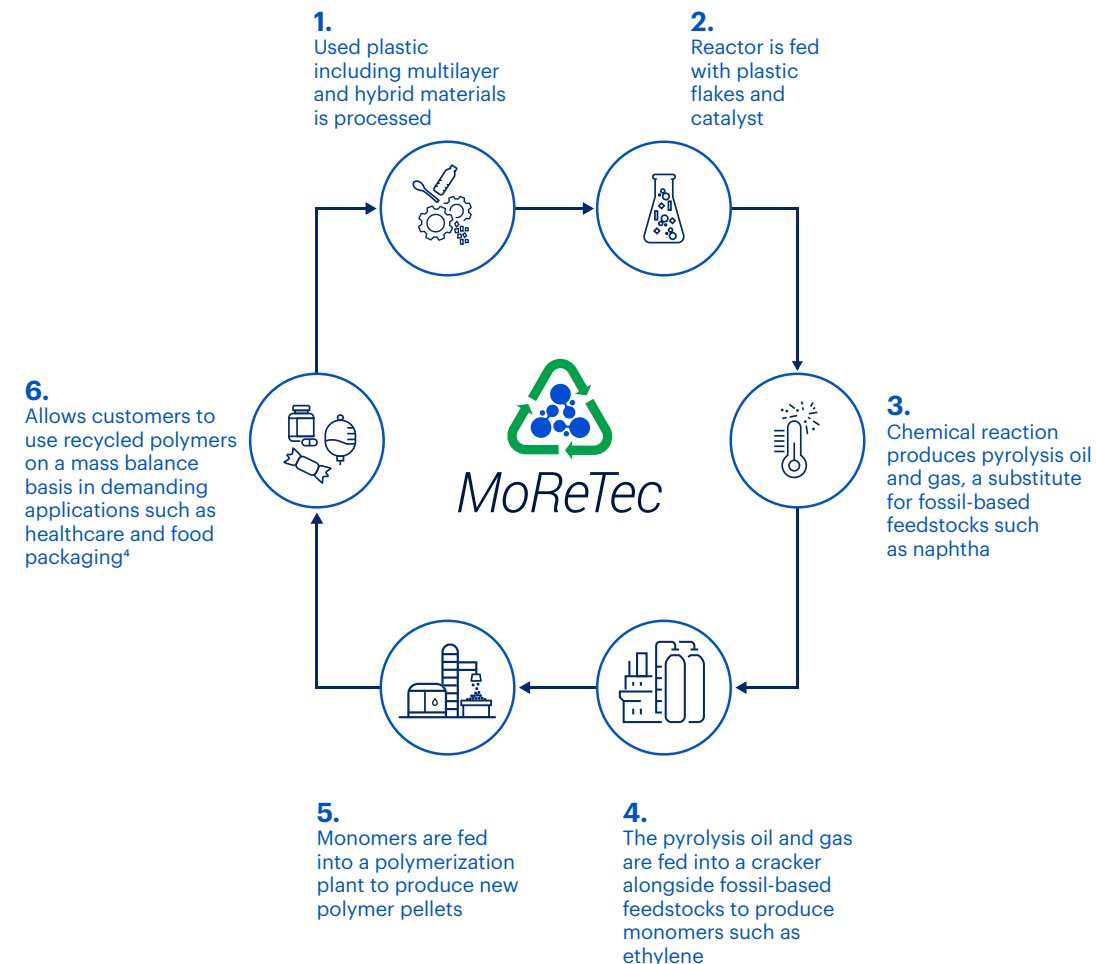 1.
Used plastic
including multilayer
and hybrid materials
is processed
2.
Reactor is fed
with plastic
flakes and
catalyst
3.
Chemical reaction
produces pyrolysis oil
and gas, a substitute
for fossil-based
feedstocks such
as naphtha
4.
The pyrolysis oil and gas
are fed into a cracker
alongside fossil-based
feedstocks to produce
monomers such as
ethylene
5.
Monomers are fed
into a polymerization
plant to produce new
polymer pellets
6.
Allows customers to
use recycled polymers
on a mass balance
basis in demanding
applications such as
healthcare and food
packaging⁴
MoReTec